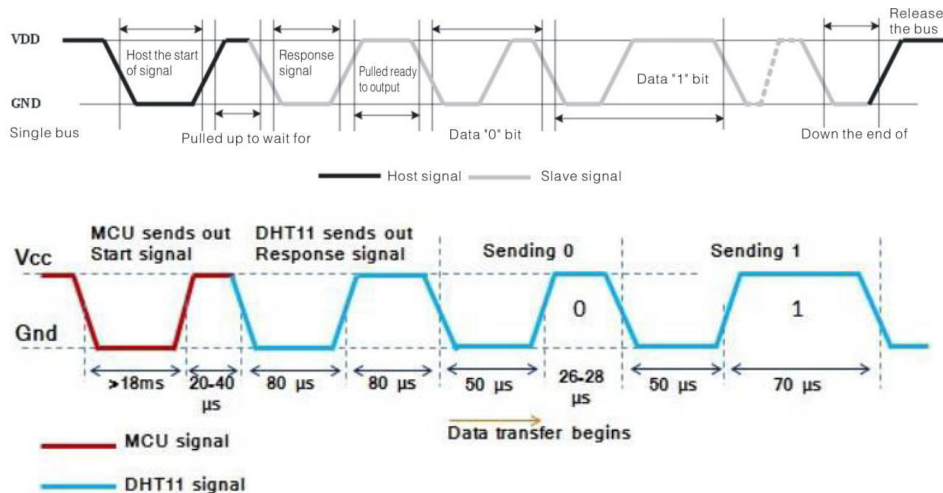 Release
the bus
VDD
Host the start
of signal
Response
signal
Pulled ready
to output
Data "1" bit
GND
Single bus
Pulled up to wait for
Data "0" bit
Down the end of
Host signal
Slave signal
MCU sends out
Start signal
DHT11 sends out
Response signal
Sending 0
Sending 1
Vcc
0
1
Gnd
>18ms
20-40
µs
80 µs
80 µs
50 µs
26-28
µs
50 µs
70 µs
Data transfer begins
MCU signal
DHT11 signal